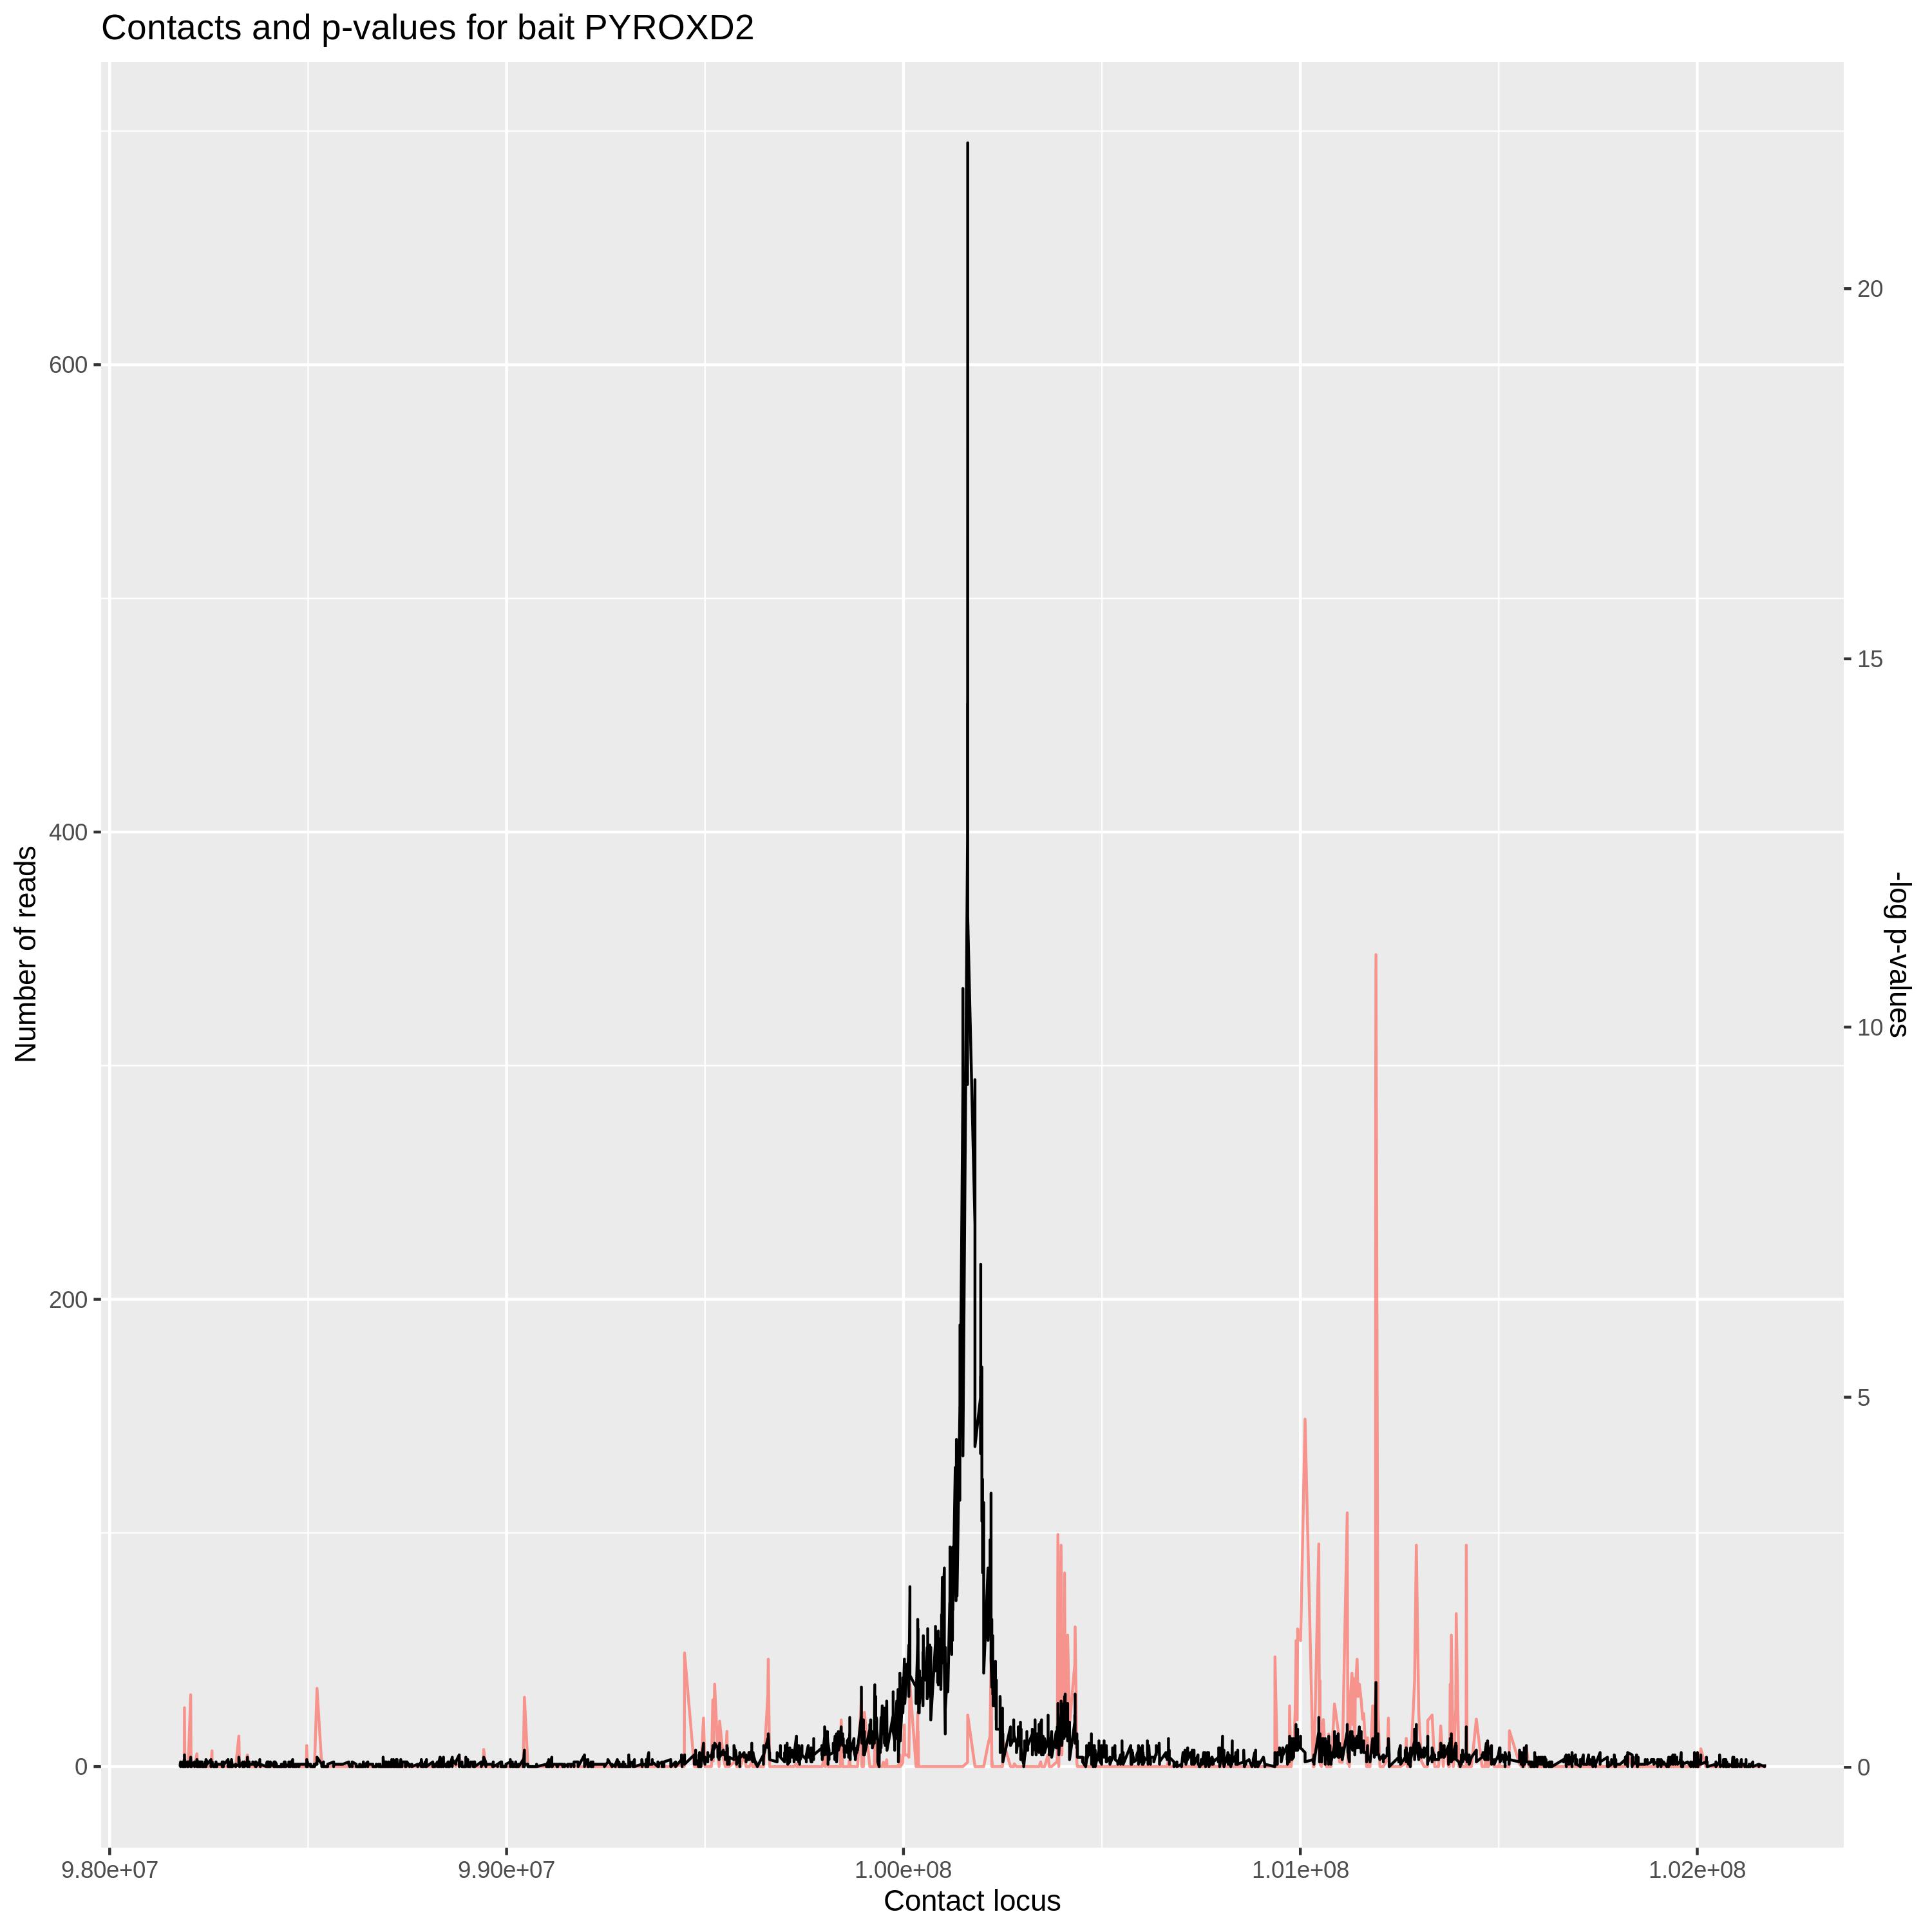 Contacts and p-values for bait PYROXD2
Number of reads
600
400
200
0
20
15
10
5
0
-log p-values
9.80e+07
9.90e+07
1.00e+08
1.01e+08
1.02e+08
Contact locus